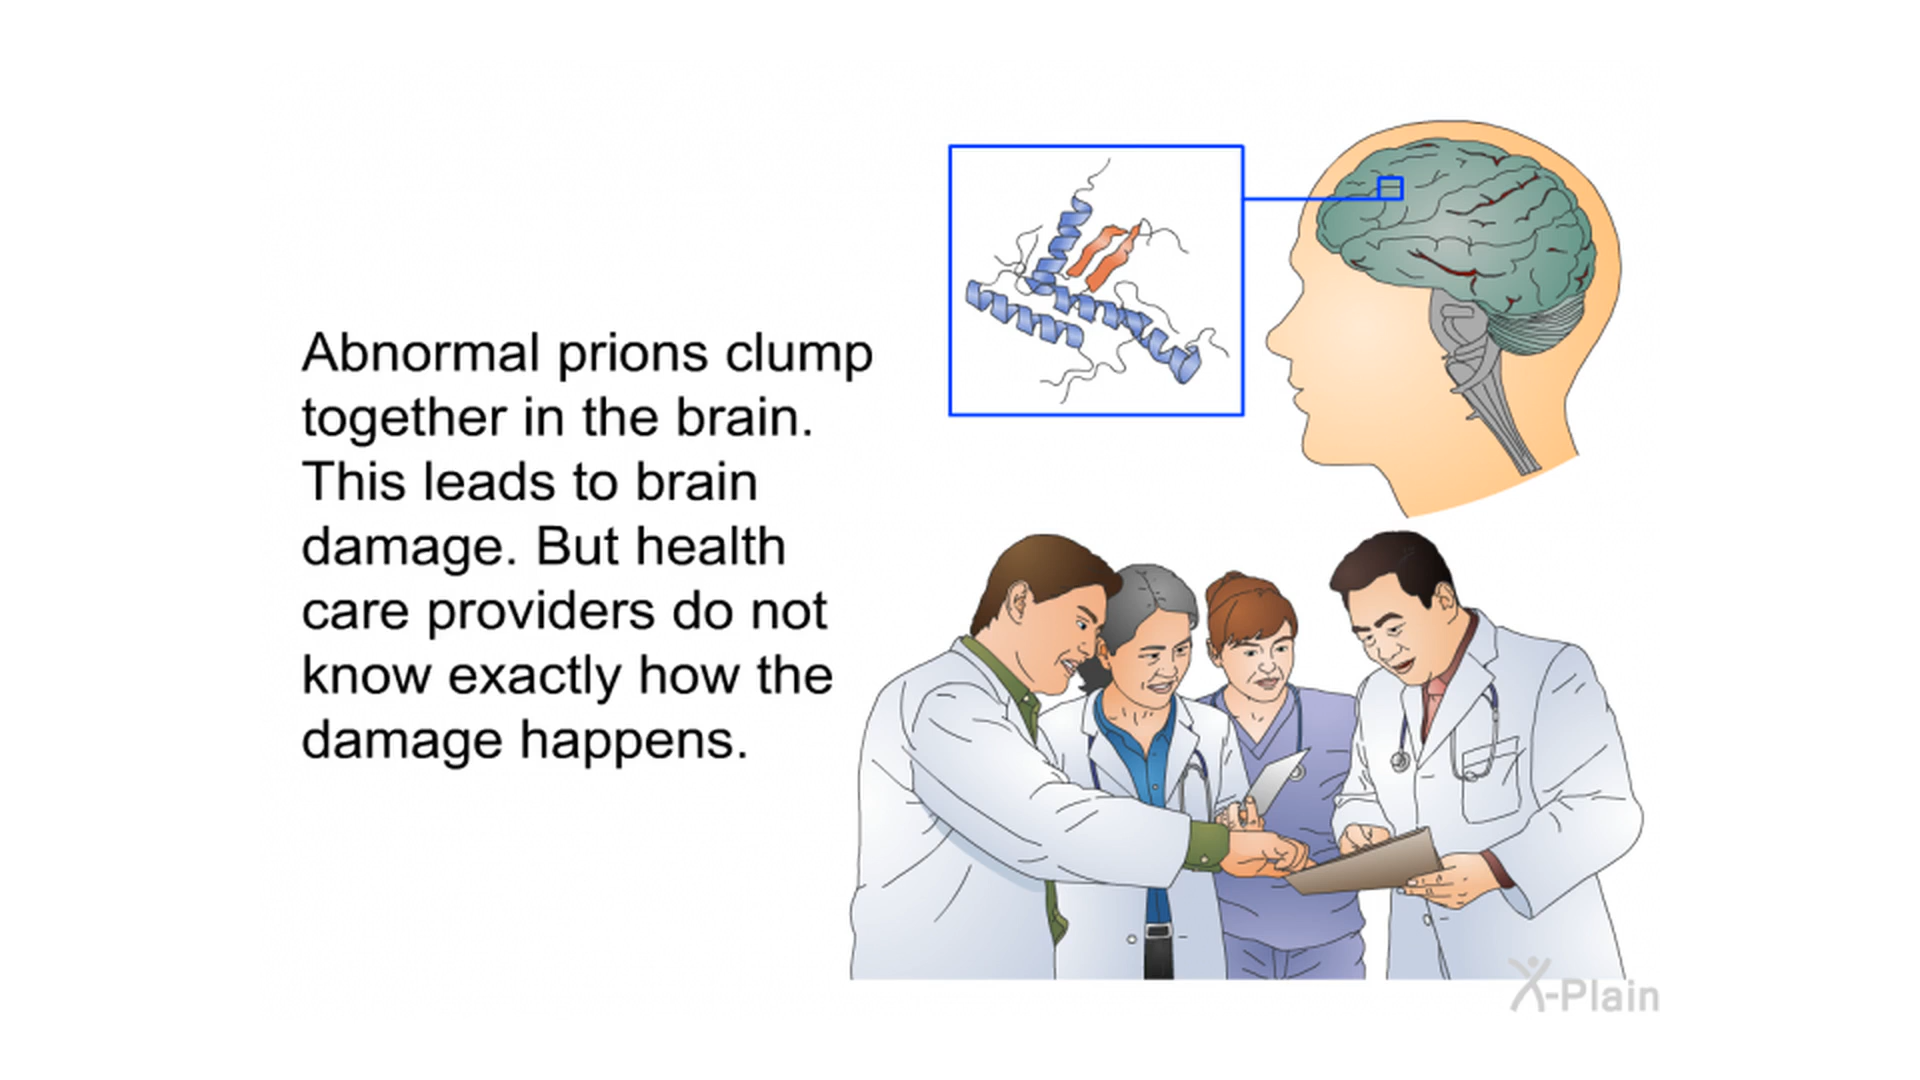 Abnormal prions clump
together in the brain.
This leads to brain
damage. But health
care providers do not
know exactly how the
damage happens.
X-Plain